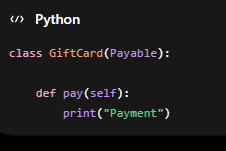 </> Python
class GiftCard(Payable):
    def pay(self):
        print("Payment")